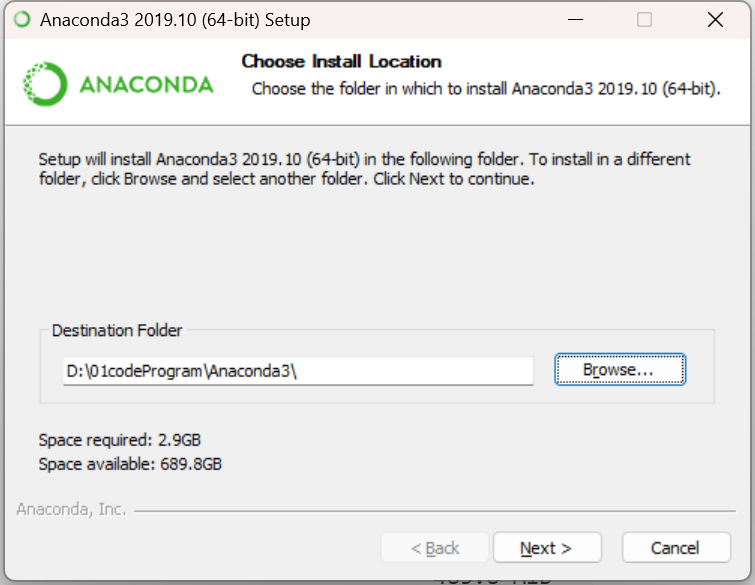 Anaconda3 2019.10 (64-bit) Setup
ANACONDA
Choose Install Location
Choose the folder in which to install Anaconda3 2019.10 (64-bit).
Setup will install Anaconda3 2019.10 (64-bit) in the following folder. To install in a different
folder, click Browse and select another folder. Click Next to continue.
Destination Folder
D:\01codeProgram\Anaconda3\
Browse...
Space required: 2.9GB
Space available: 689.8GB
Anaconda, Inc.
< Back
Next >
Cancel